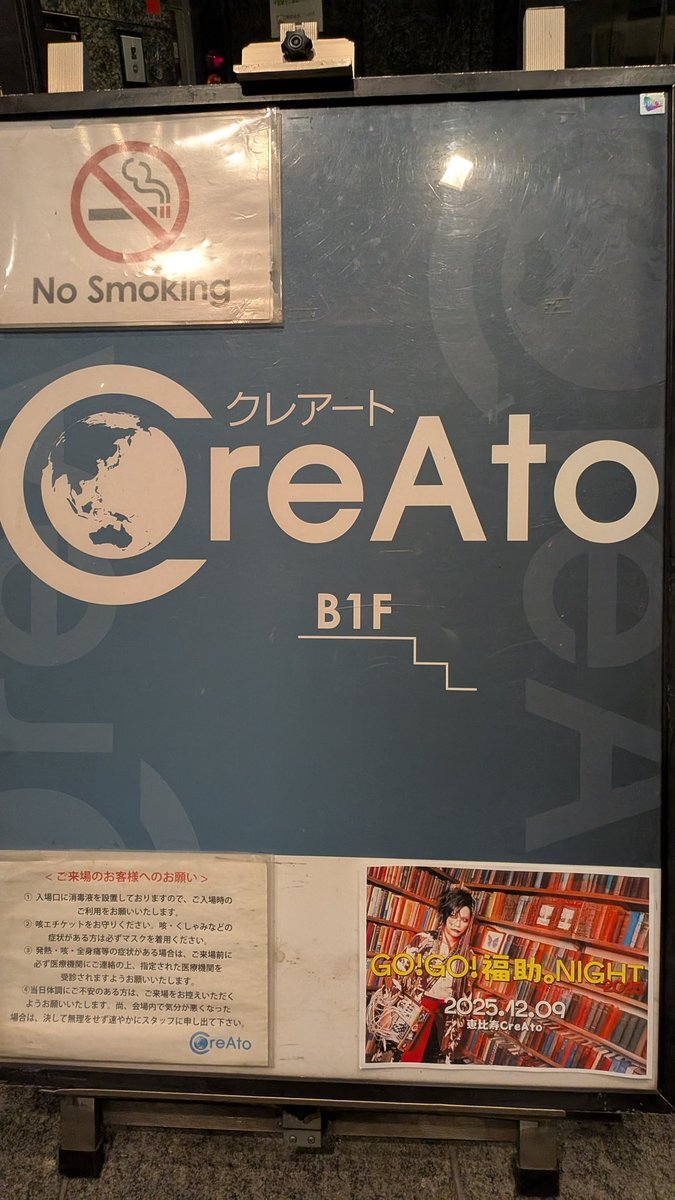 No Smoking
クレアート
CreAto
B1F
< ご来場のお客様へのお願い >
① 入場口に消毒液を設置しておりますので、ご入場時の
ご利用をお願いいたします。
② 咳エチケットをお守りください。咳・くしゃみなどの
症状がある方は必ずマスクを着用ください。
③ 発熱・咳・全身痛等の症状がある場合は、ご来場前に
必ず医療機関にご連絡の上、指定された医療機関を
受診されますようお願いいたします。
④当日体調にご不安のある方は、ご来場をお控えいただく
ようお願いいたします。尚、会場内で気分が悪くなった
場合は、決して無理をせず速やかにスタッフに申し出て下さい。
CreAto
GO!GO!福助。NIGHT
2025
2025.12.09
恵比寿CreAto